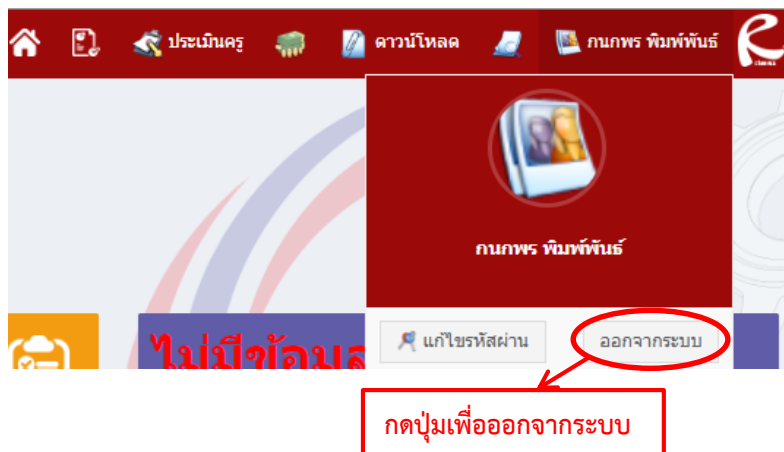 ประเมินครู ดาวน์โหลด กนกพร พิมพ์พันธ์
กนกพร พิมพ์พันธ์
ไม่มีข้อมูล
แก้ไขรหัสผ่าน ออกจากระบบ
กดปุ่มเพื่อออกจากระบบ